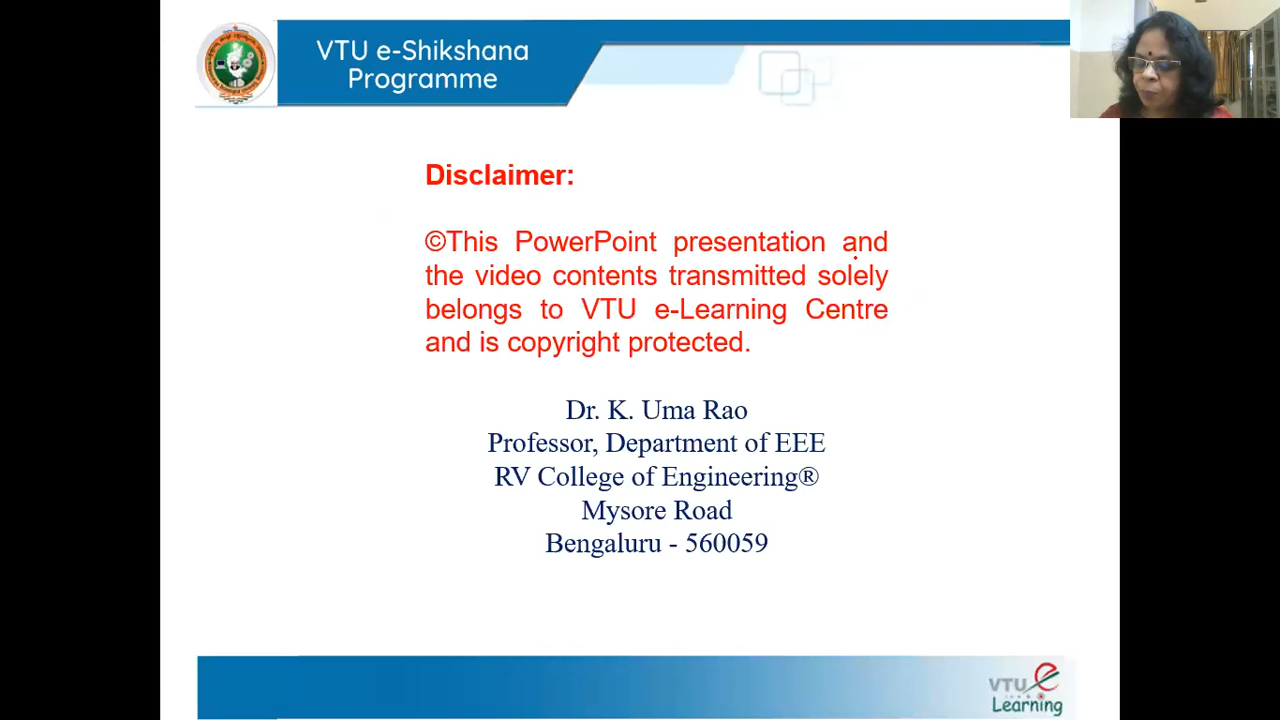 VTU e-Shikshana
Programme
Disclaimer:
©This PowerPoint presentation and
the video contents transmitted solely
belongs to VTU e-Learning Centre
and is copyright protected.
Dr. K. Uma Rao
Professor, Department of EEE
RV College of Engineering®
Mysore Road
Bengaluru - 560059
VTU e
Learning